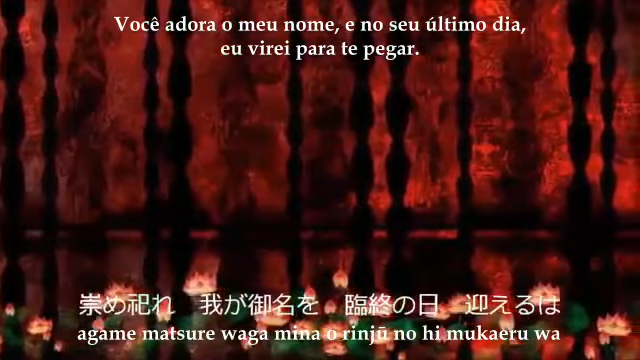 Você adora o meu nome, e no seu último dia,
eu virei para te pegar.
崇め祀れ　我が御名を　臨終の日　迎えるは
agame matsure waga mina o rinjū no hi mukaeru wa